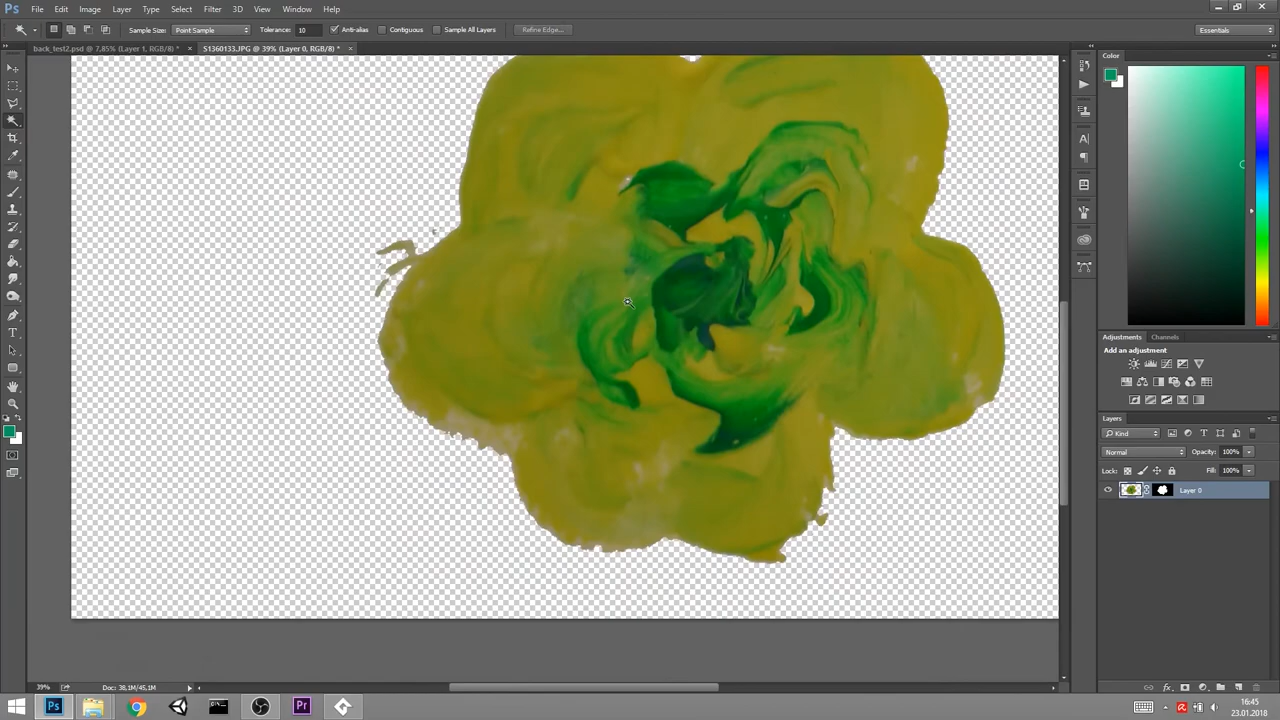 Ps File Edit Image Layer Type Select Filter 3D View Window Help
Sample Size: Point Sample Tolerance: 10 Anti-alias Contiguous Sample All Layers Refine Edge... Essentials
back_test2.psd @ 7,85% (Layer 1, RGB/8) * × S1360133.JPG @ 39% (Layer 0, RGB/8) * ×
Color
Adjustments Channels
Add an adjustment
Layers
Kind
Normal Opacity: 100%
Lock: Fill: 100%
Layer 0
fx
39% Doc: 38,1M/45,1M
Ps Pr
16:45
23.01.2018